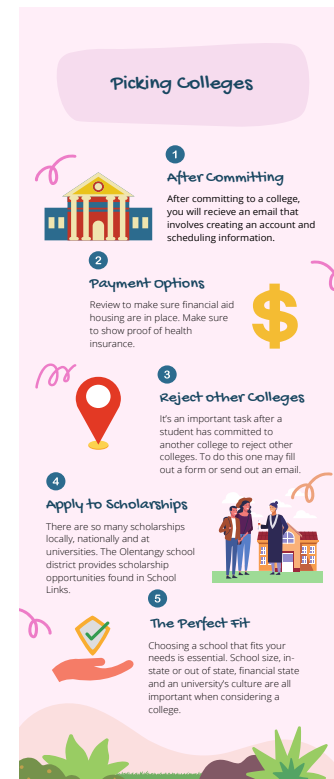 Picking Colleges
1
After Committing
After committing to a college,
you will recieve an email that
involves creating an account and
scheduling information.
2
Payment Options
Review to make sure financial aid
housing are in place. Make sure
to show proof of health
insurance.
3
Reject other Colleges
It's an important task after a
student has committed to
another college to reject other
colleges. To do this one may fill
out a form or send out an email.
4
Apply to Scholarships
There are so many scholarships
locally, nationally and at
universities. The Olentangy school
district provides scholarship
opportunities found in School
Links.
5
The Perfect Fit
Choosing a school that fits your
needs is essential. School size, in-
state or out of state, financial state
and an university's culture are all
important when considering a
college.